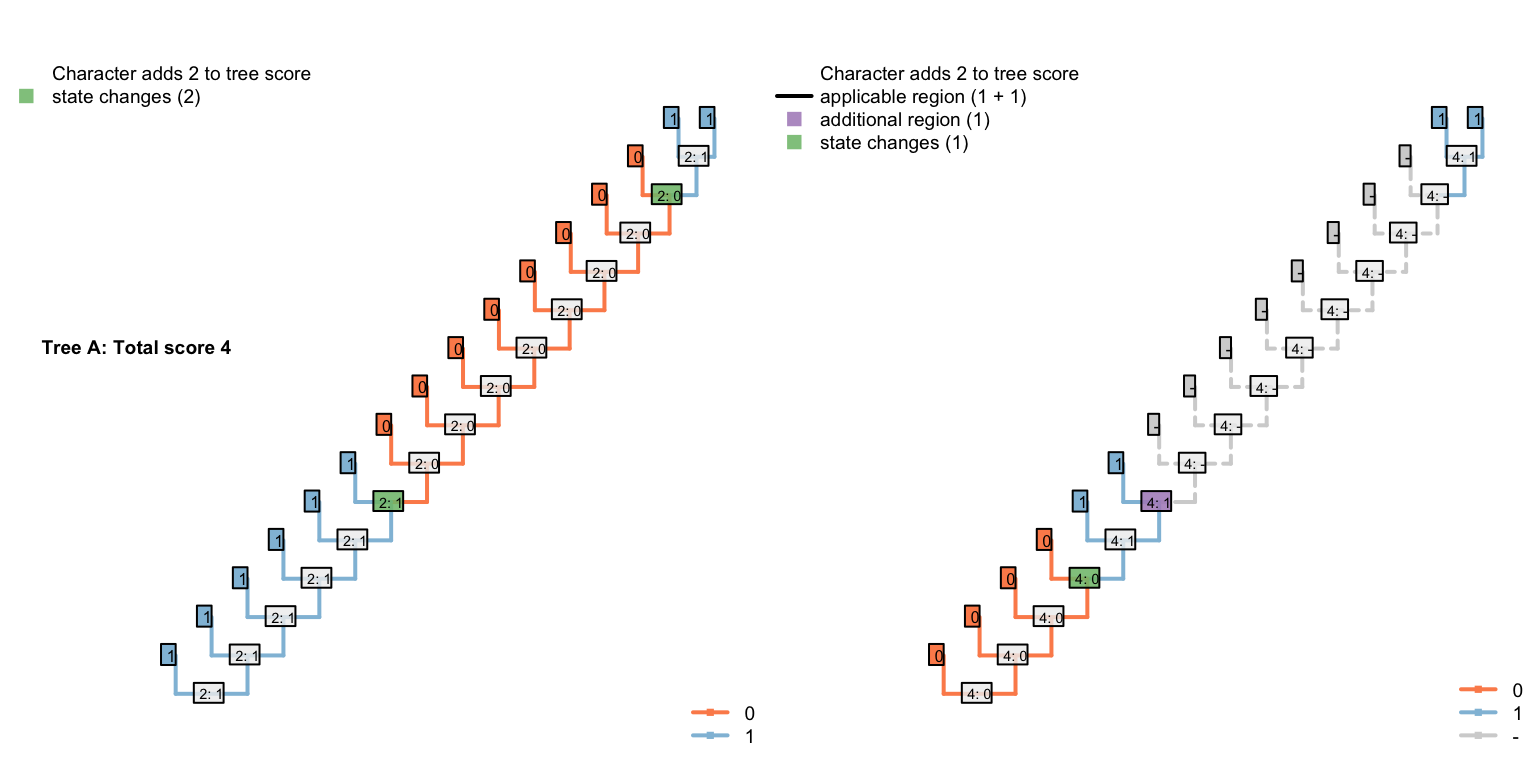 Character adds 2 to tree score
state changes (2)
1 1
0 2: 1
0 2: 0
0 2: 0
0 2: 0
0 2: 0
Tree A: Total score 4
0 2: 0
0 2: 0
0 2: 0
1 2: 0
1 2: 1
1 2: 1
1 2: 1
1 2: 1
1 2: 1
2: 1
0
1
Character adds 2 to tree score
applicable region (1 + 1)
additional region (1)
state changes (1)
1 1
- 4: 1
- 4: -
- 4: -
- 4: -
- 4: -
- 4: -
- 4: -
- 4: -
1 4: -
1 4: 1
0 4: 1
0 4: 0
0 4: 0
0 4: 0
4: 0
0
1
-